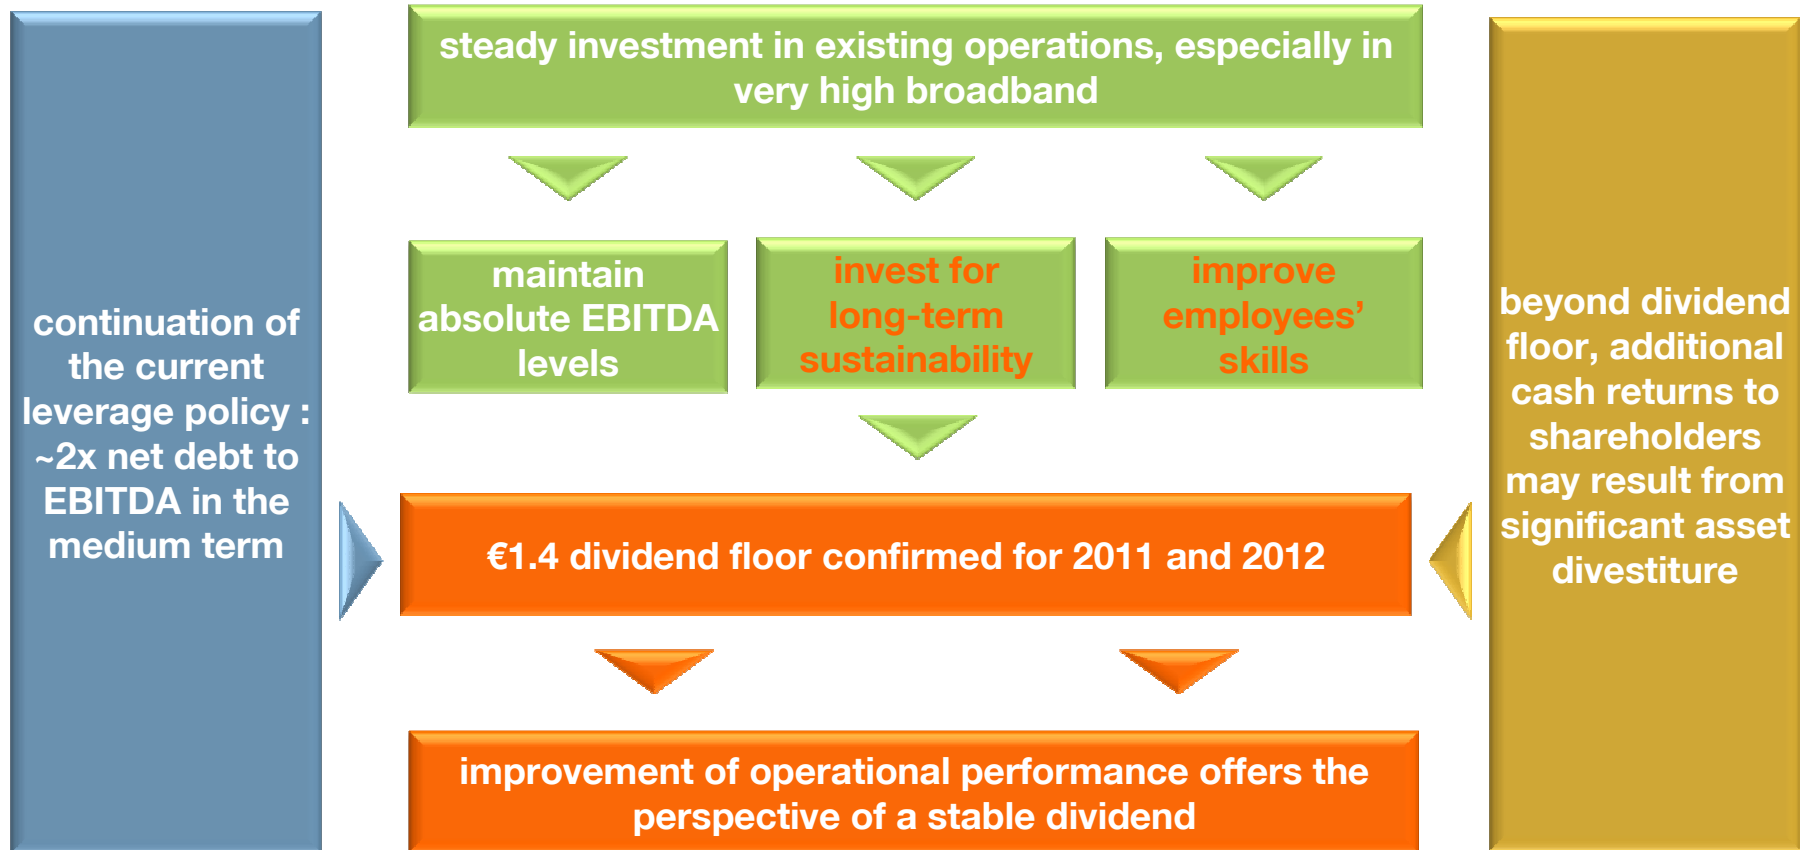 continuation of
the current
leverage policy :
~2x net debt to
EBITDA in the
medium term
steady investment in existing operations, especially in
very high broadband
maintain
absolute EBITDA
levels
invest for
long-term
sustainability
improve
employees’
skills
€1.4 dividend floor confirmed for 2011 and 2012
improvement of operational performance offers the
perspective of a stable dividend
beyond dividend
floor, additional
cash returns to
shareholders
may result from
significant asset
divestiture